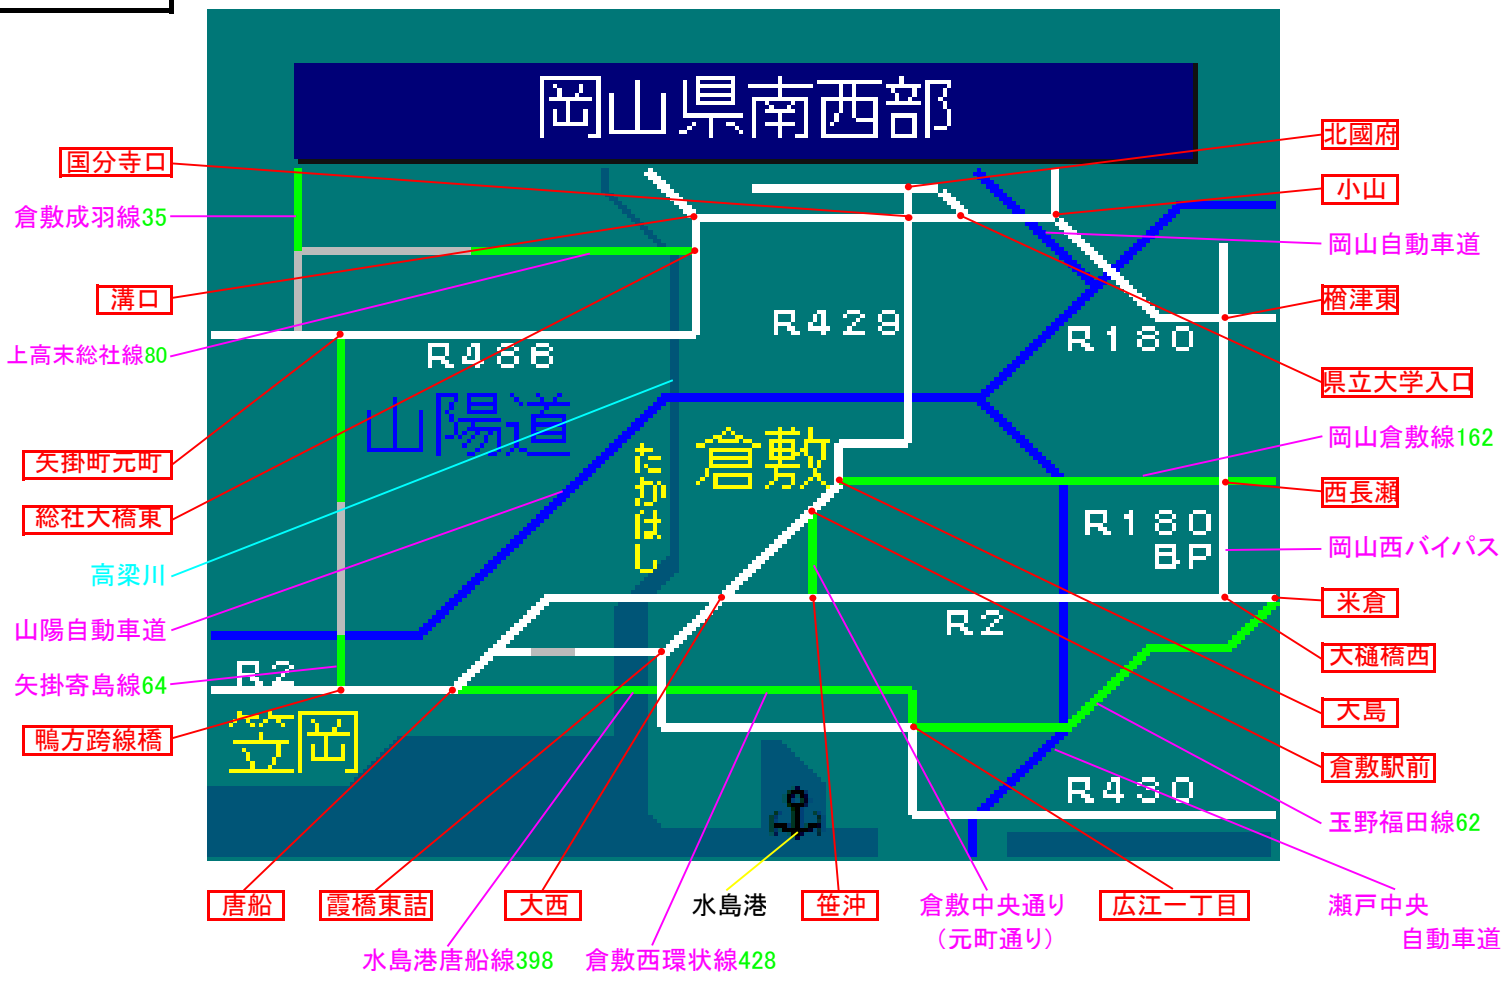 岡山県南西部
北國府
国分寺口
小山
倉敷成羽線35
岡山自動車道
溝口
楢津東
R429
R180
上高末総社線80
R486
県立大学入口
山陽道
倉敷
たかはし
岡山倉敷線162
矢掛町元町
西長瀬
総社大橋東
R180
BP
岡山西バイパス
高梁川
米倉
山陽自動車道
R2
大樋橋西
矢掛寄島線64
R2
大島
鴨方跨線橋
笠岡
倉敷駅前
R430
玉野福田線62
唐船
霞橋東詰
大西
水島港
笹沖
倉敷中央通り
(元町通り)
広江一丁目
瀬戸中央
自動車道
水島港唐船線398
倉敷西環状線428